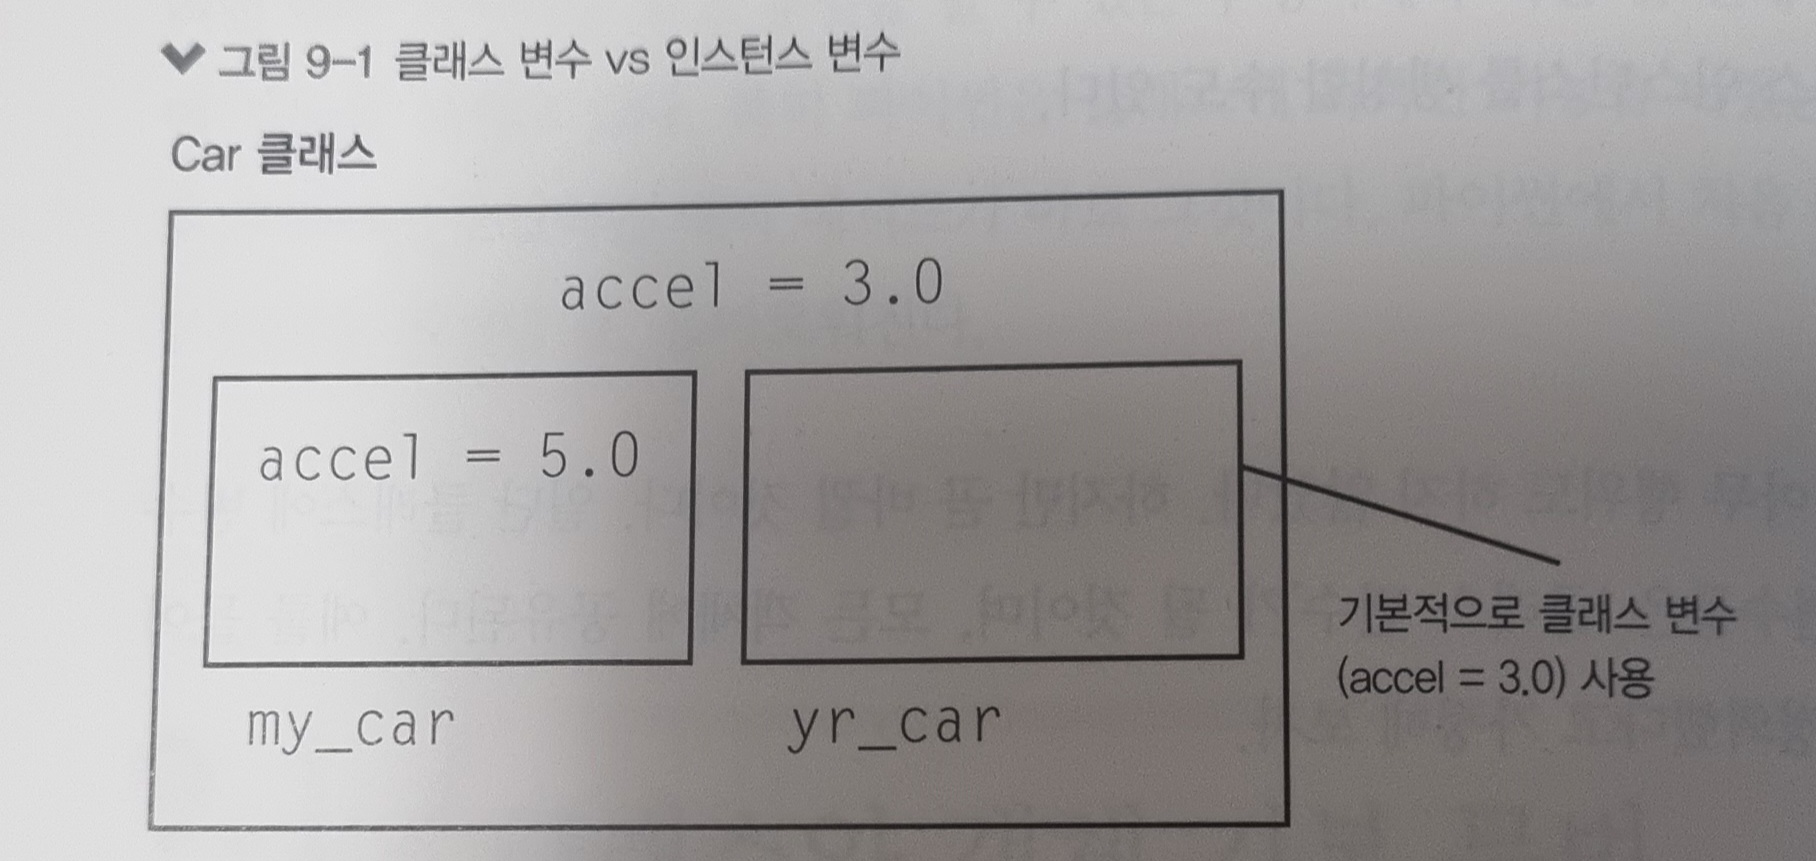 그림 9-1 클래스 변수 vs 인스턴스 변수
Car 클래스
accel = 3.0
accel = 5.0
my_car
yr_car
기본적으로 클래스 변수
(accel = 3.0) 사용